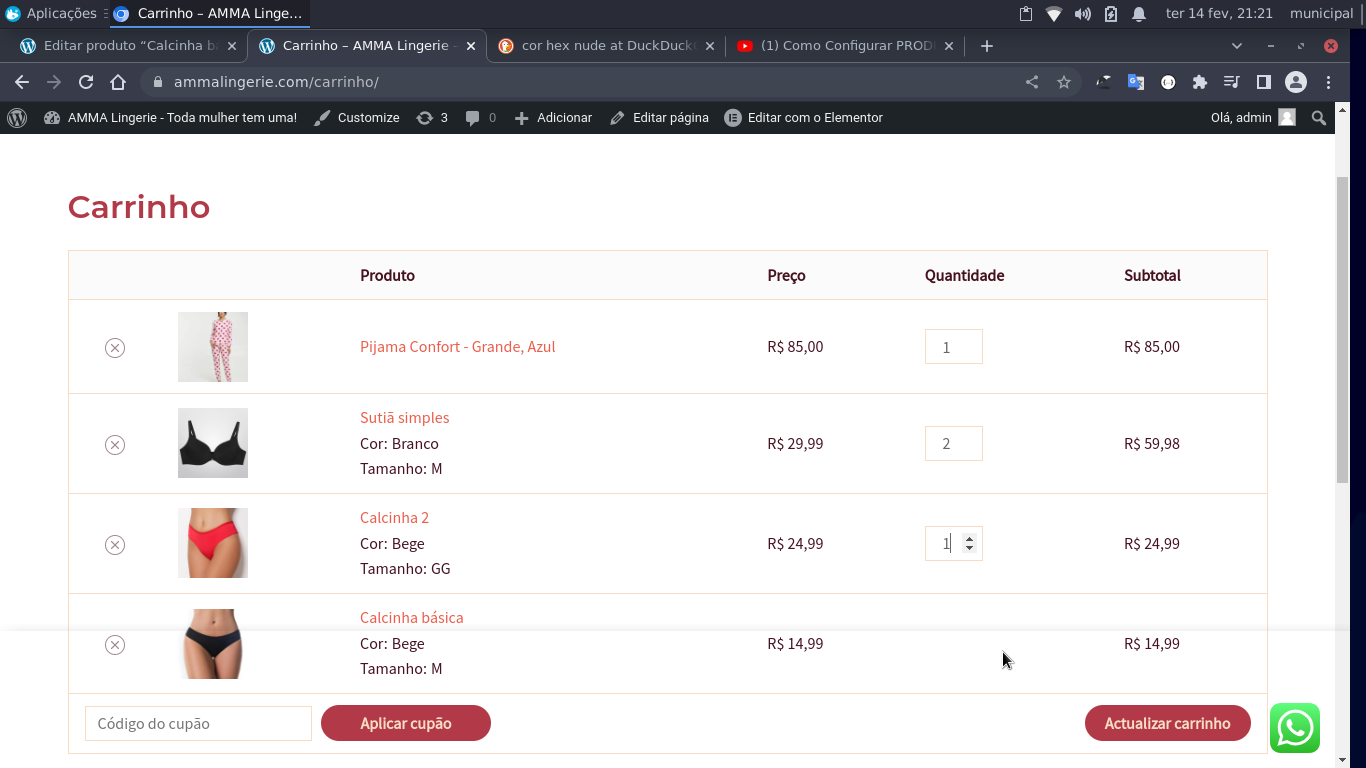 Aplicações
Carrinho – AMMA Linge...
ter 14 fev, 21:21
municipal
Editar produto “Calcinha b
Carrinho – AMMA Lingerie -
cor hex nude at DuckDuck
(1) Como Configurar PROD
ammalingerie.com/carrinho/
AMMA Lingerie - Toda mulher tem uma!
Customize
3
0
Adicionar
Editar página
Editar com o Elementor
Olá, admin
Carrinho
Produto Preço Quantidade Subtotal
Pijama Confort - Grande, Azul R$ 85,00 1 R$ 85,00
Sutiã simples
Cor: Branco R$ 29,99 2 R$ 59,98
Tamanho: M
Calcinha 2
Cor: Bege R$ 24,99 1 R$ 24,99
Tamanho: GG
Calcinha básica
Cor: Bege R$ 14,99 R$ 14,99
Tamanho: M
Código do cupão Aplicar cupão Actualizar carrinho